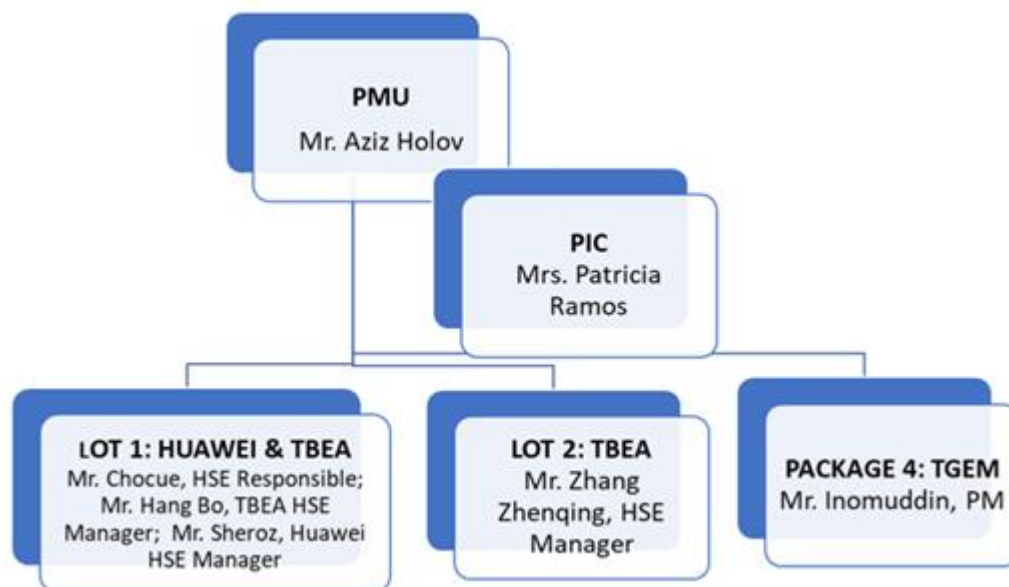 PMU
Mr. Aziz Holov
PIC
Mrs. Patricia
Ramos
LOT 1: HUAWEI & TBEA
Mr. Chocue, HSE Responsible;
Mr. Hang Bo, TBEA HSE
Manager; Mr. Sheroz, Huawei
HSE Manager
LOT 2: TBEA
Mr. Zhang
Zhenqing, HSE
Manager
PACKAGE 4: TGEM
Mr. Inomuddin, PM